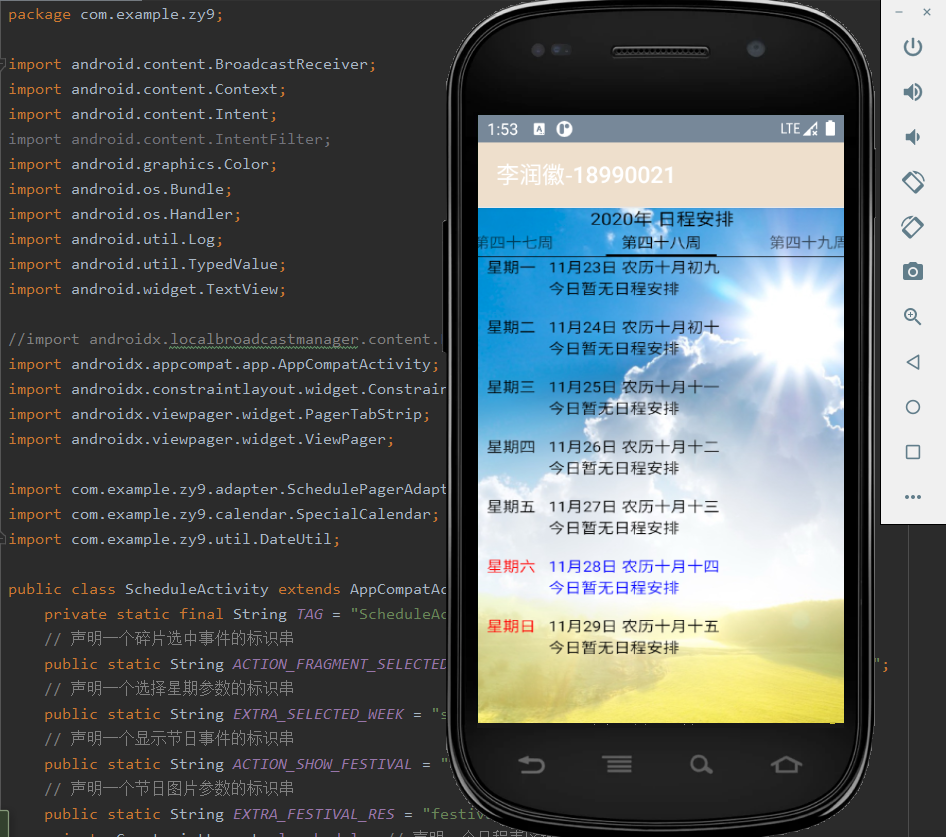 package com.example.zy9;
import android.content.BroadcastReceiver;
import android.content.Context;
import android.content.Intent;
import android.content.IntentFilter;
import android.graphics.Color;
import android.os.Bundle;
import android.os.Handler;
import android.util.Log;
import android.util.TypedValue;
import android.widget.TextView;
//import androidx.localbroadcastmanager.content.
import androidx.appcompat.app.AppCompatActivity;
import androidx.constraintlayout.widget.Constrain
import androidx.viewpager.widget.PagerTabStrip;
import androidx.viewpager.widget.ViewPager;
import com.example.zy9.adapter.SchedulePagerAdapt
import com.example.zy9.calendar.SpecialCalendar;
import com.example.zy9.util.DateUtil;
public class ScheduleActivity extends AppCompatAc
private static final String TAG = "ScheduleAc
// 声明一个碎片选中事件的标识串
public static String ACTION_FRAGMENT_SELECTED ";
// 声明一个选择星期参数的标识串
public static String EXTRA_SELECTED_WEEK = "s
// 声明一个显示节日事件的标识串
public static String ACTION_SHOW_FESTIVAL = "
// 声明一个节日图片参数的标识串
public static String EXTRA_FESTIVAL_RES = "festiv
1:53 LTE
李润徽-18990021
2020年 日程安排
第四十七周 第四十八周 第四十九周
星期一 11月23日 农历十月初九
今日暂无日程安排
星期二 11月24日 农历十月初十
今日暂无日程安排
星期三 11月25日 农历十月十一
今日暂无日程安排
星期四 11月26日 农历十月十二
今日暂无日程安排
星期五 11月27日 农历十月十三
今日暂无日程安排
星期六 11月28日 农历十月十四
今日暂无日程安排
星期日 11月29日 农历十月十五
今日暂无日程安排